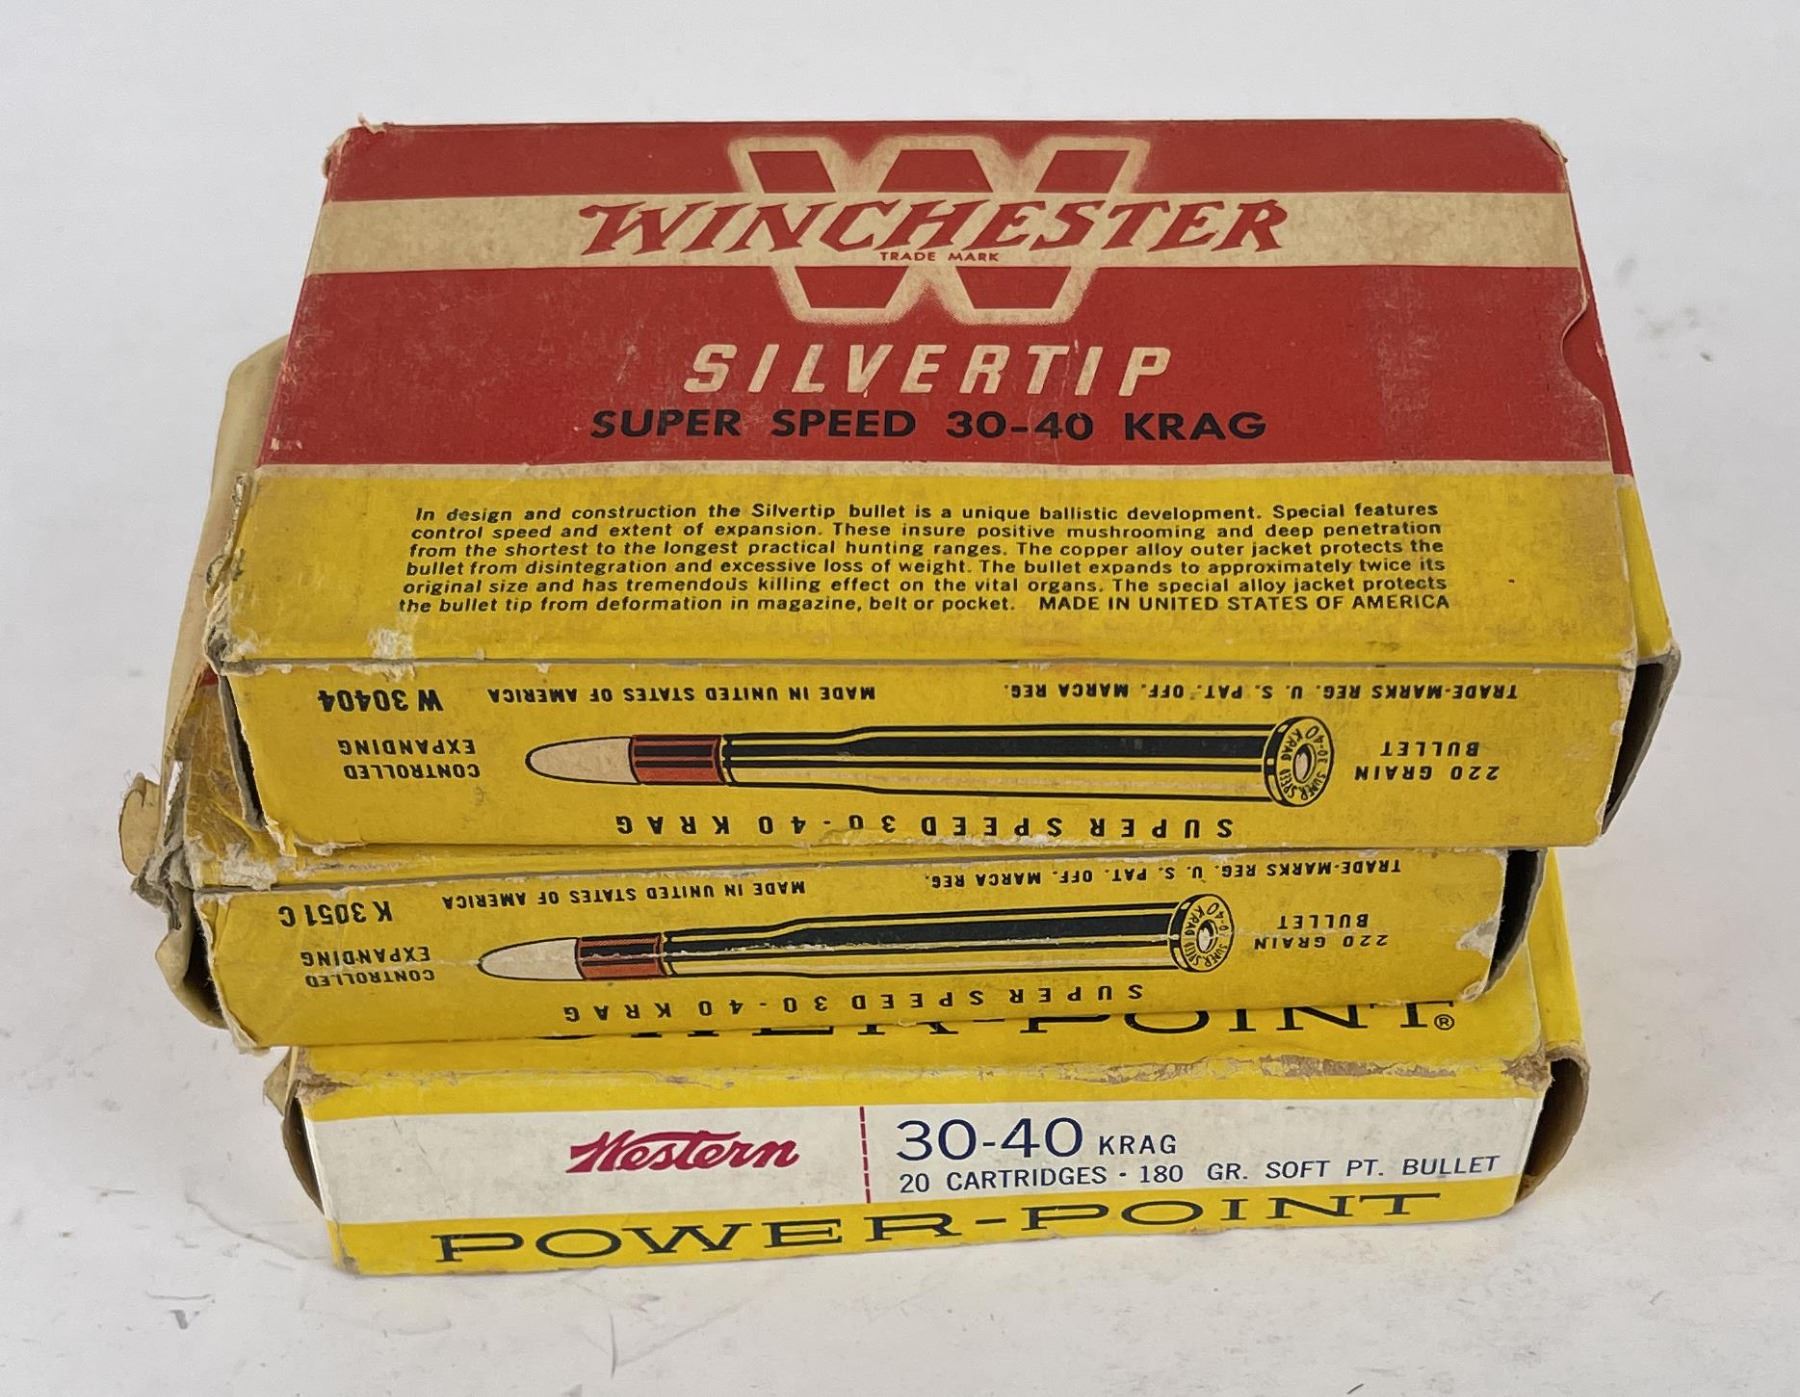 WINCHESTER
TRADE MARK
SILVERTIP
SUPER SPEED 30-40 KRAG
In design and construction the Silvertip bullet is a unique ballistic development. Special features
control speed and extent of expansion. These insure positive mushrooming and deep penetration
from the shortest to the longest practical hunting ranges. The copper alloy outer jacket protects the
bullet from disintegration and excessive loss of weight. The bullet expands to approximately twice its
original size and has tremendous killing effect on the vital organs. The special alloy jacket protects
the bullet tip from deformation in magazine, belt or pocket. MADE IN UNITED STATES OF AMERICA
SUPER SPEED 30-40 KRAG
220 GRAIN
BULLET
30-40 KRAG SUPER SPEED
CONTROLLED
EXPANDING
TRADE-MARKS REG. U. S. PAT. OFF. MARCA REG.
MADE IN UNITED STATES OF AMERICA
W 30404
SUPER SPEED 30-40 KRAG
220 GRAIN
BULLET
CONTROLLED
EXPANDING
TRADE-MARKS REG. U. S. PAT. OFF. MARCA REG.
MADE IN UNITED STATES OF AMERICA
K 3051 C
POWER-POINT®
Western
30-40 KRAG
20 CARTRIDGES · 180 GR. SOFT PT. BULLET
POWER-POINT